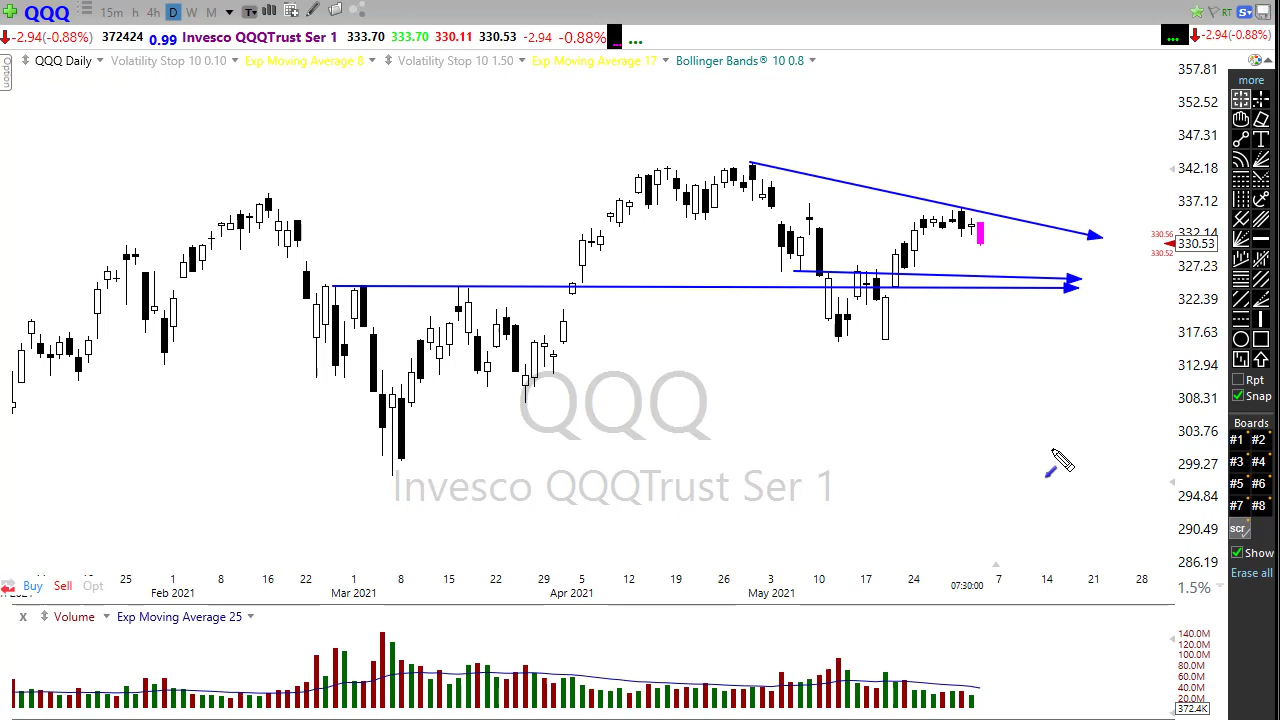 QQQ 15m h 4h D W M T RT S
-2.94(-0.88%) 372424 0.99 Invesco QQQTrust Ser 1 333.70 333.70 330.11 330.53 -2.94 -0.88% ... ... -2.94(-0.88%)
Option
QQQ Daily Volatility Stop 10 0.10 Exp Moving Average 8 Volatility Stop 10 1.50 Exp Moving Average 17 Bollinger Bands® 10 0.8
357.81
352.52
347.31
342.18
337.12
332.14
330.56
330.53
330.52
327.23
322.39
317.63
312.94
308.31
303.76
299.27
294.84
290.49
286.19
QQQ
Invesco QQQTrust Ser 1
more
Rpt
Snap
Boards
#1 #2
#3 #4
#5 #6
#7 #8
scr
Show
Erase all
25 1 8 16 22 1 8 15 22 29 5 12 19 26 3 10 17 24 07:30:00 7 14 21 28
Buy Sell Opt
Feb 2021 Mar 2021 Apr 2021 May 2021
1.5%
X Volume Exp Moving Average 25
140.0M
120.0M
100.0M
80.0M
60.0M
40.0M
20.0M
372.4K